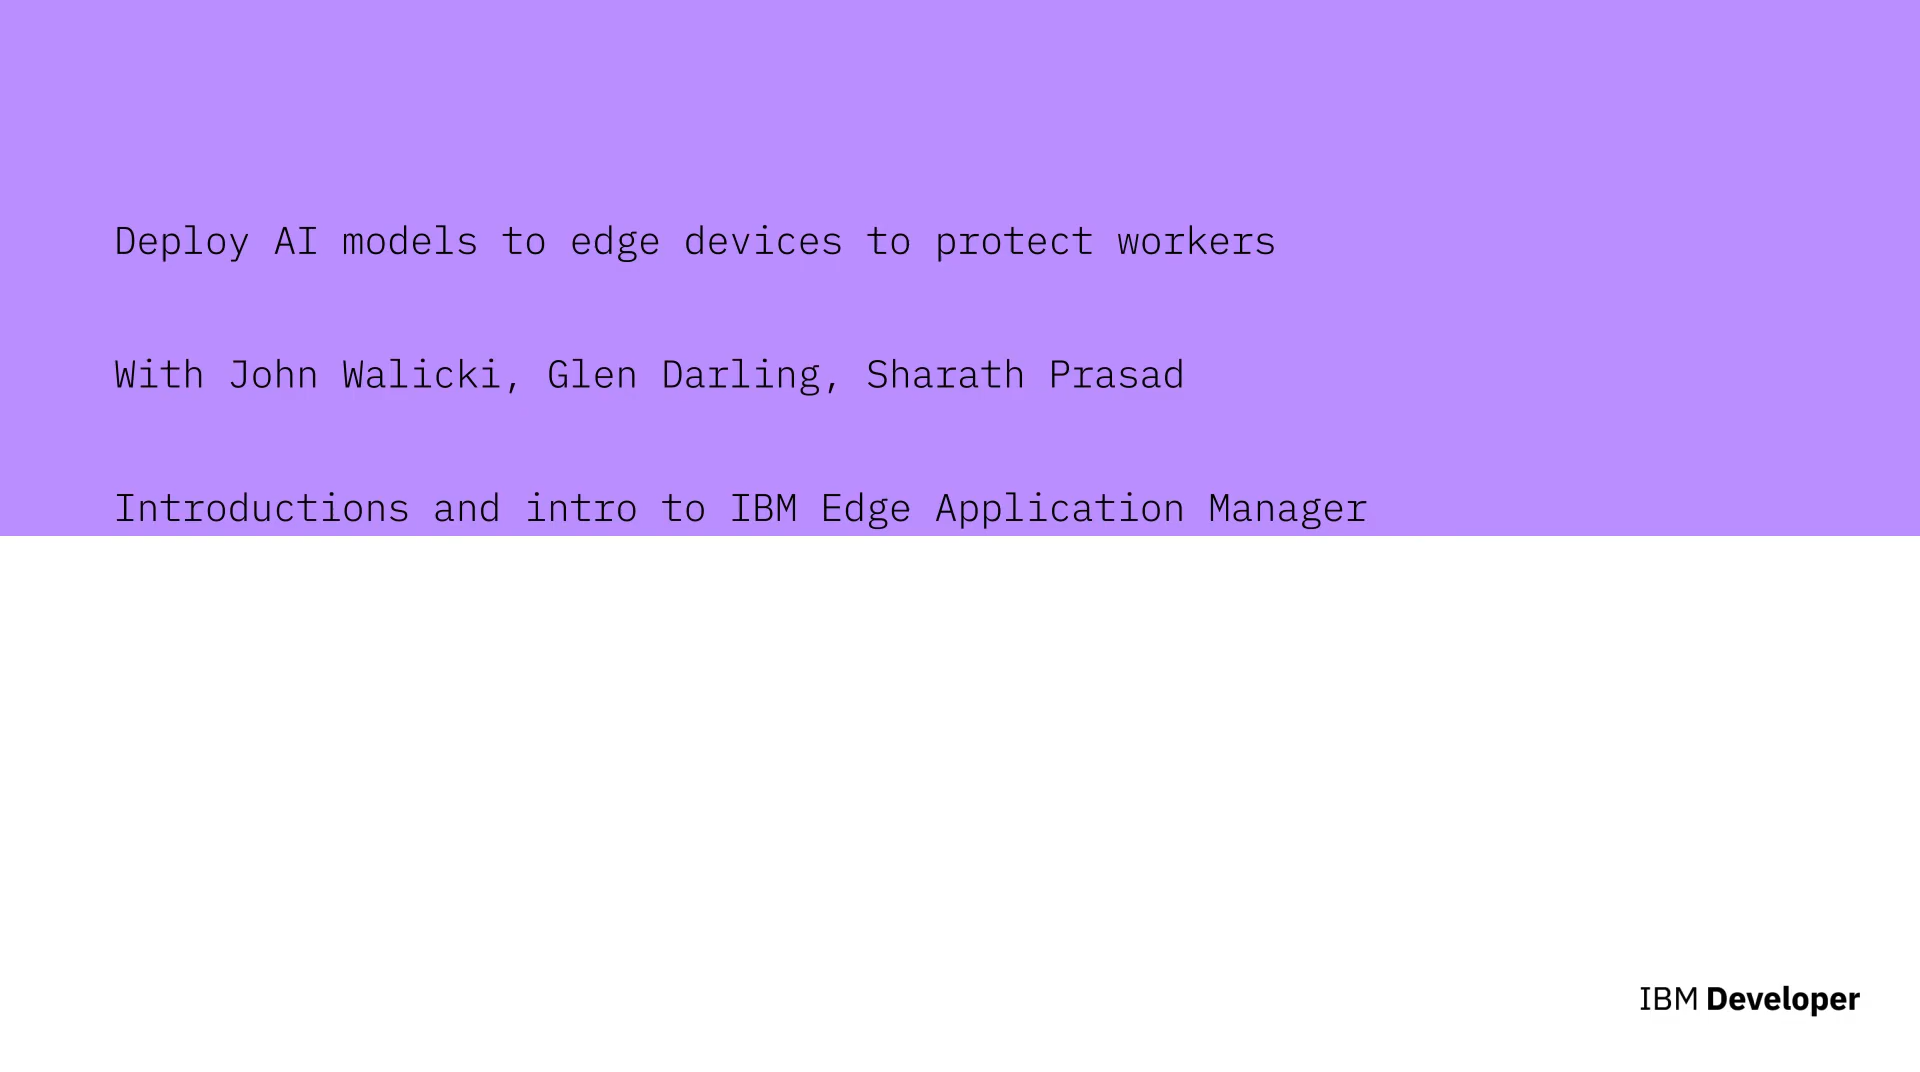 Deploy AI models to edge devices to protect workers
With John Walicki, Glen Darling, Sharath Prasad
Introductions and intro to IBM Edge Application Manager
IBM Developer